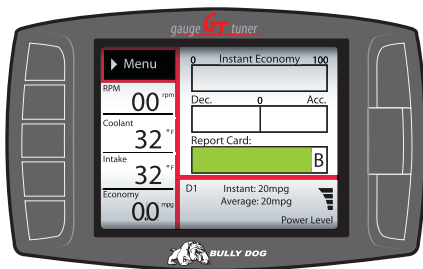 gauge GT tuner
Menu
RPM
00 rpm
Coolant
32 °F
Intake
32 °F
Economy
0.0 mpg
0 Instant Economy 100
Dec. 0 Acc.
Report Card:
B
D1 Instant: 20mpg
Average: 20mpg
Power Level
BULLY DOG